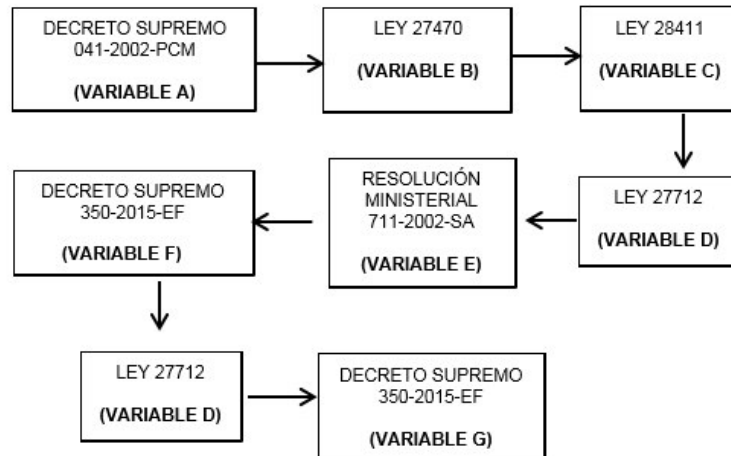 DECRETO SUPREMO
041-2002-PCM
(VARIABLE A)
LEY 27470
(VARIABLE B)
LEY 28411
(VARIABLE C)
DECRETO SUPREMO
350-2015-EF
(VARIABLE F)
RESOLUCIÓN
MINISTERIAL
711-2002-SA
(VARIABLE E)
LEY 27712
(VARIABLE D)
LEY 27712
(VARIABLE D)
DECRETO SUPREMO
350-2015-EF
(VARIABLE G)